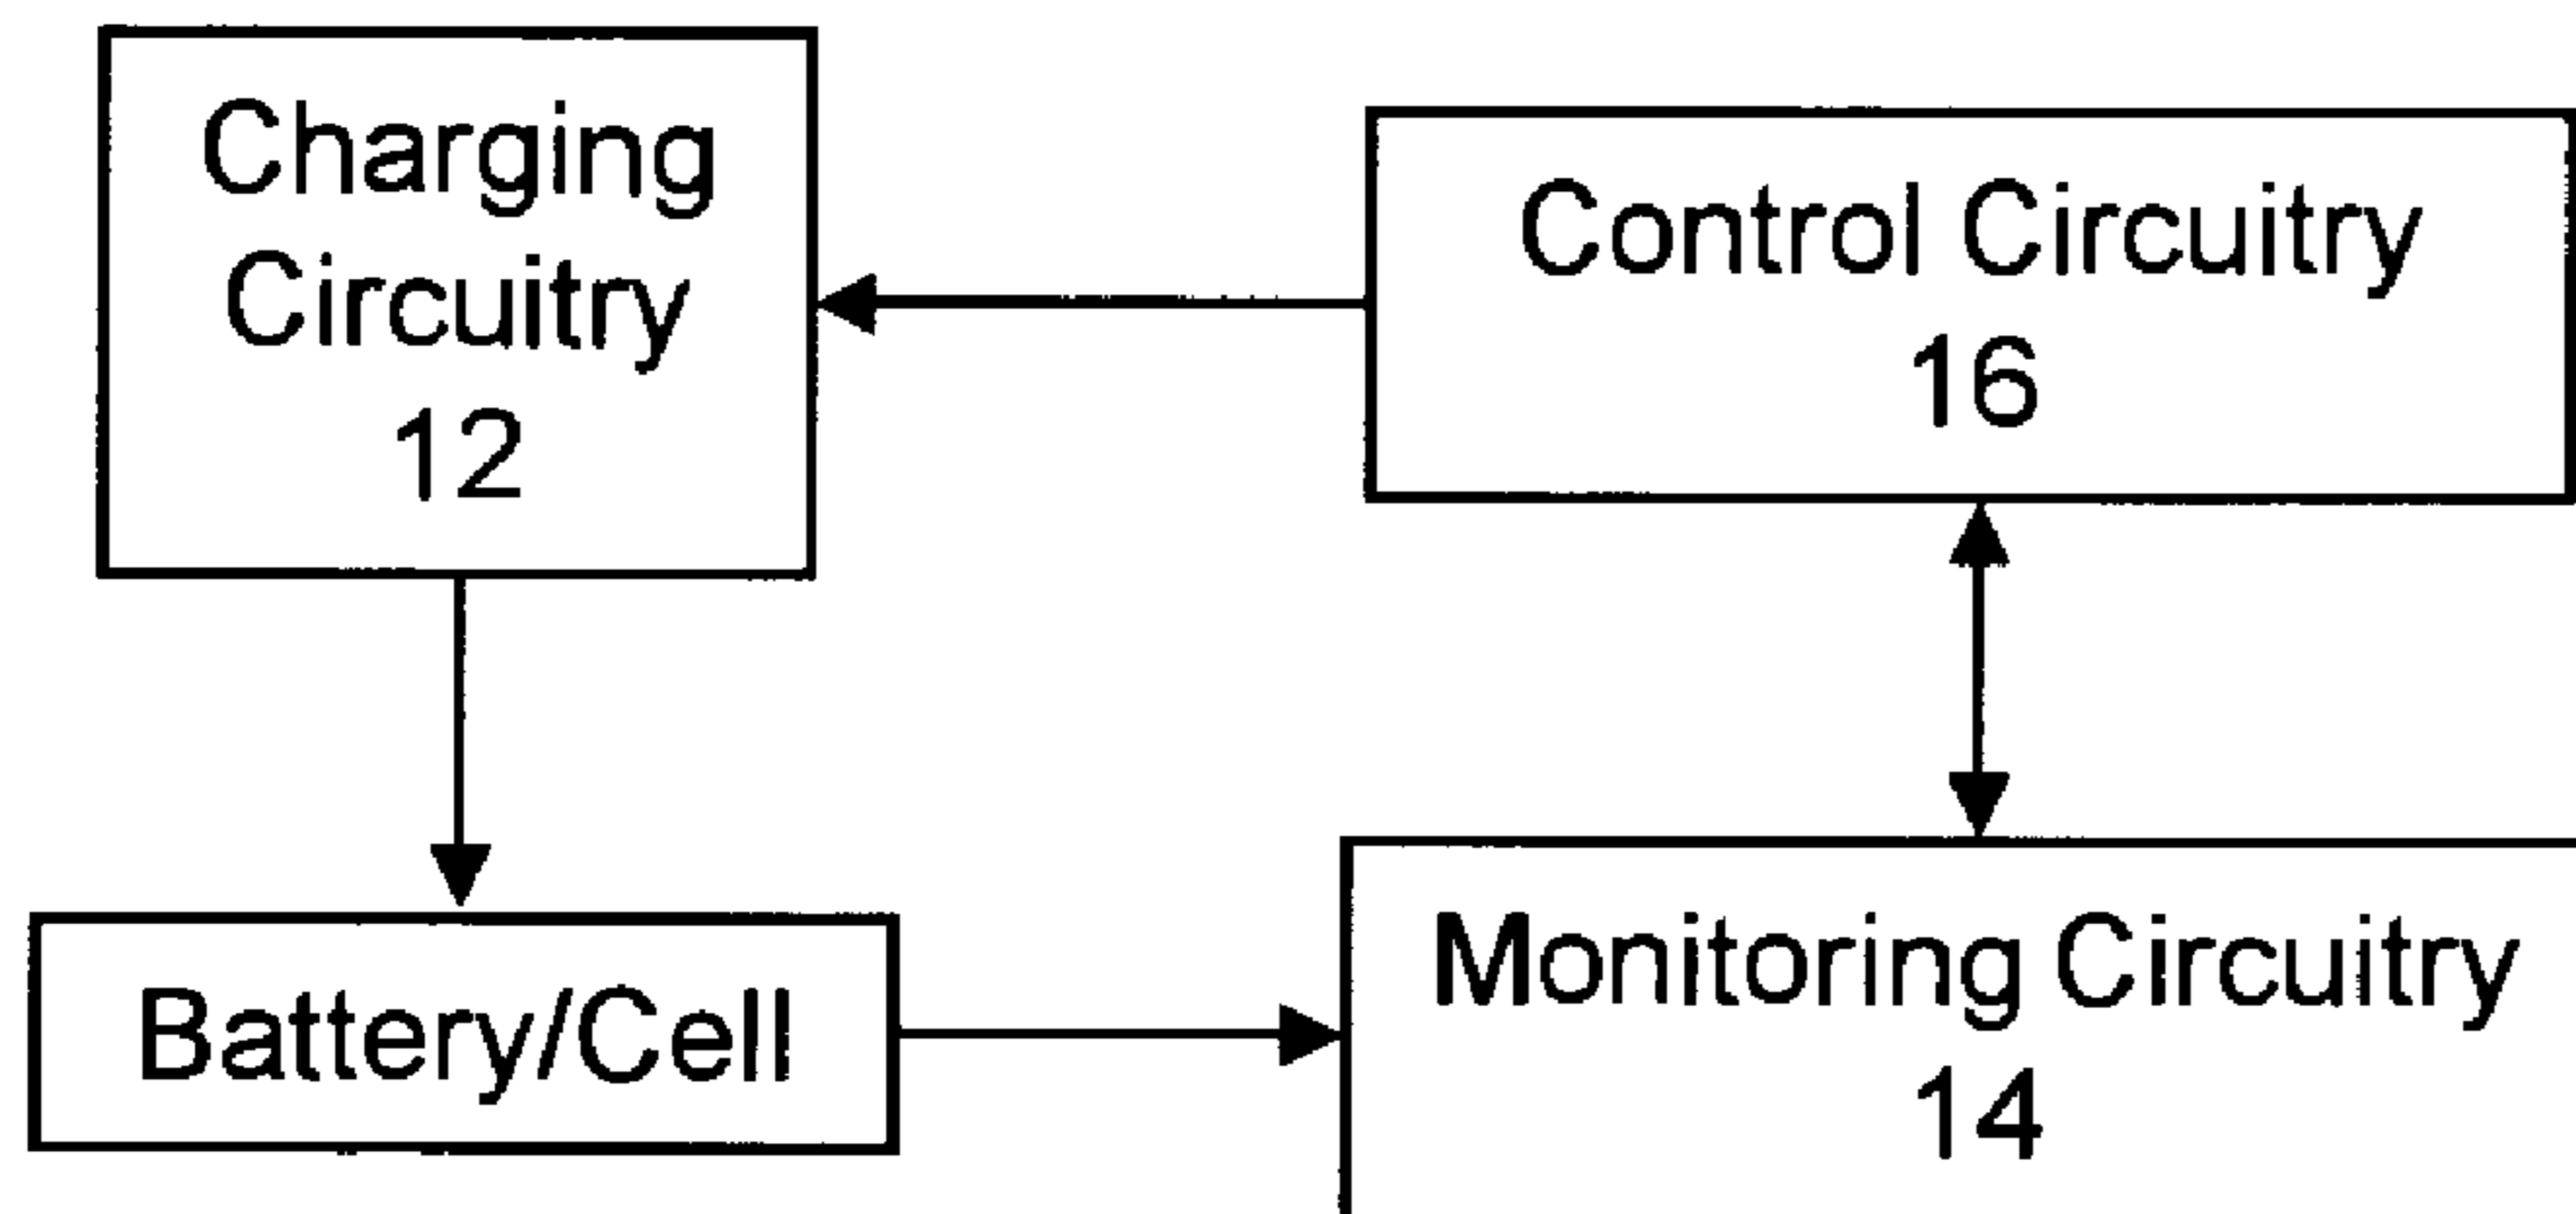 Charging
Circuitry
12
Control Circuitry
16
Battery/Cell
Monitoring Circuitry
14